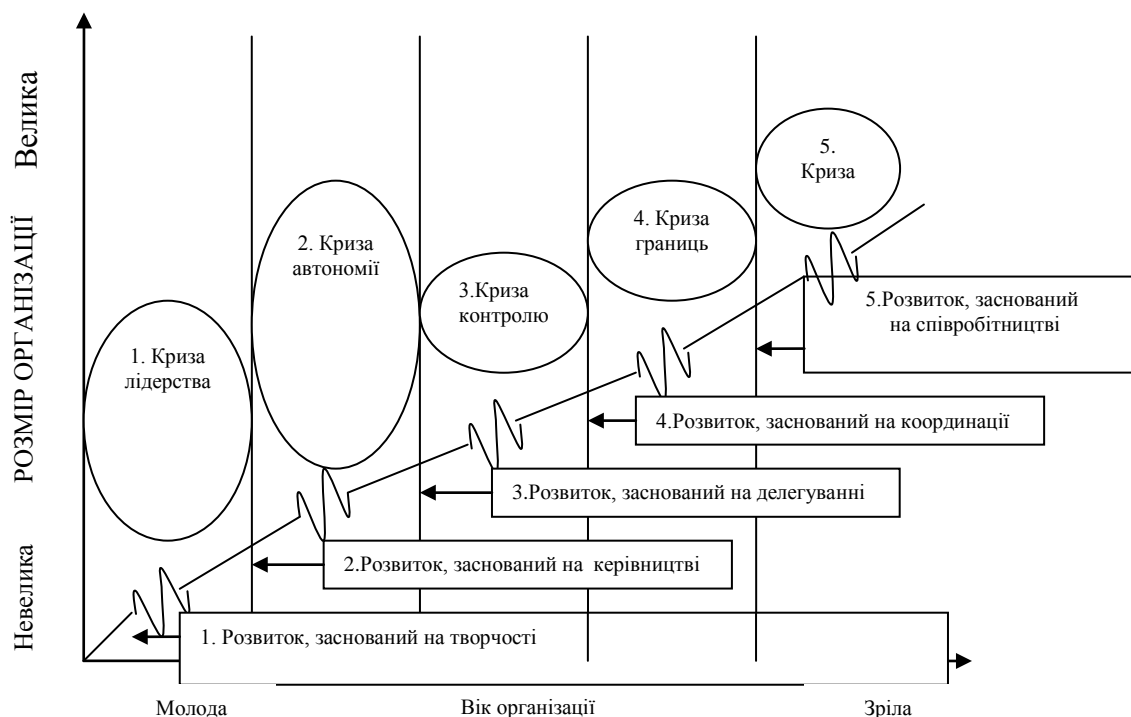 Велика
РОЗМІР ОРГАНІЗАЦІЇ
Невелика
1. Криза
лідерства
2. Криза
автономії
3.Криза
контролю
4. Криза
границь
5.
Криза
5.Розвиток, заснований
на співробітництві
4.Розвиток, заснований на координації
3.Розвиток, заснований на делегуванні
2.Розвиток, заснований на керівництві
1. Розвиток, заснований на творчості
Молода
Вік організації
Зріла